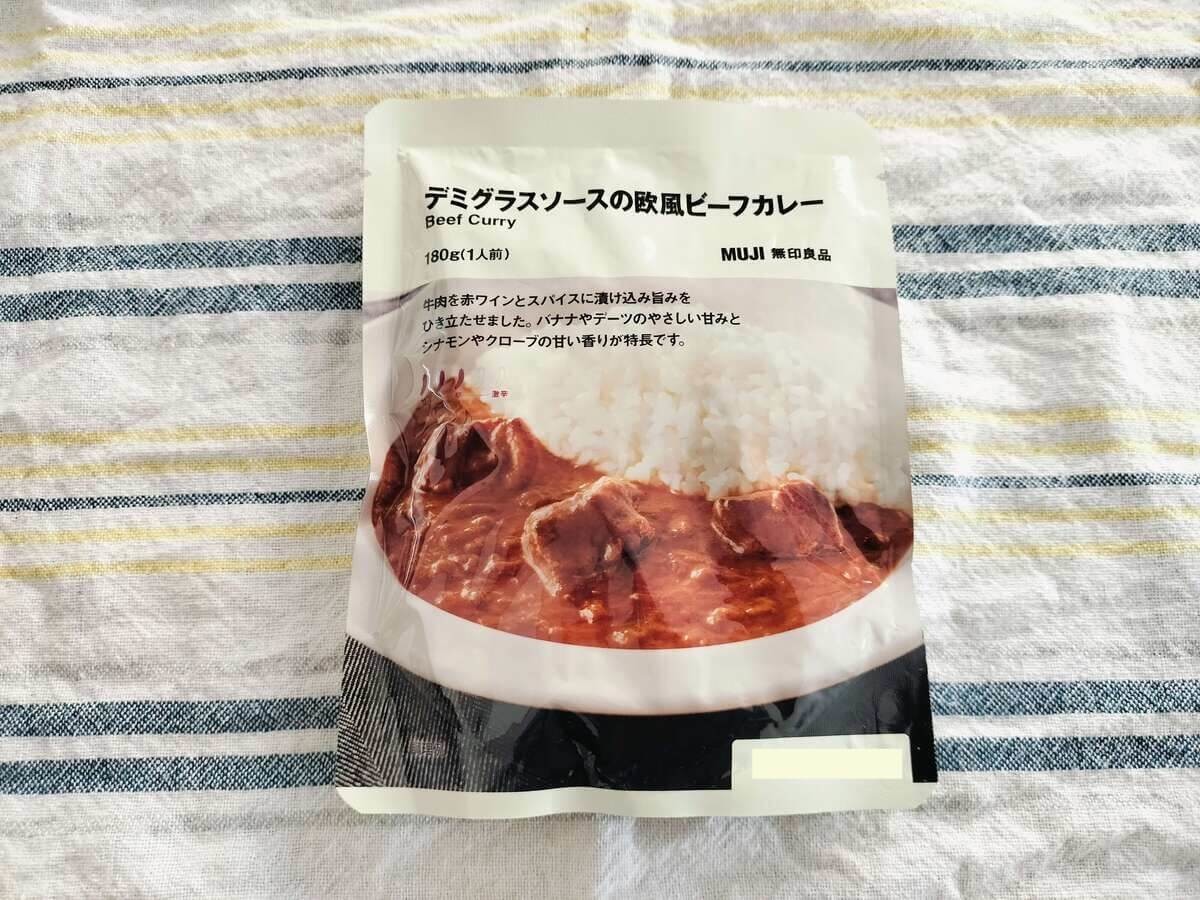 デミグラスソースの欧風ビーフカレー
Beef Curry
180g(1人前)
MUJI 無印良品
牛肉を赤ワインとスパイスに漬け込み旨みを
ひき立たせました。バナナやデーツのやさしい甘みと
シナモンやクローブの甘い香りが特長です。
激辛